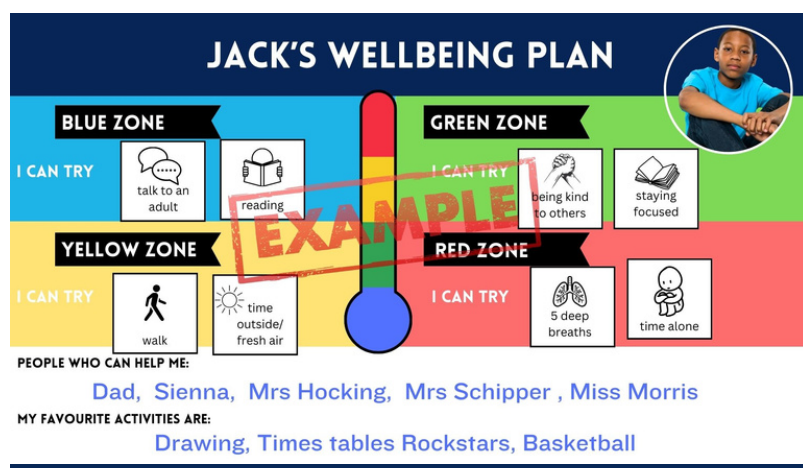 JACK'S WELLBEING PLAN
BLUE ZONE
I CAN TRY
talk to an
adult
reading
GREEN ZONE
I CAN TRY
being kind
to others
staying
focused
EXAMPLE
YELLOW ZONE
I CAN TRY
walk
time
outside/
fresh air
RED ZONE
I CAN TRY
5 deep
breaths
time alone
PEOPLE WHO CAN HELP ME:
Dad, Sienna, Mrs Hocking, Mrs Schipper , Miss Morris
MY FAVOURITE ACTIVITIES ARE:
Drawing, Times tables Rockstars, Basketball